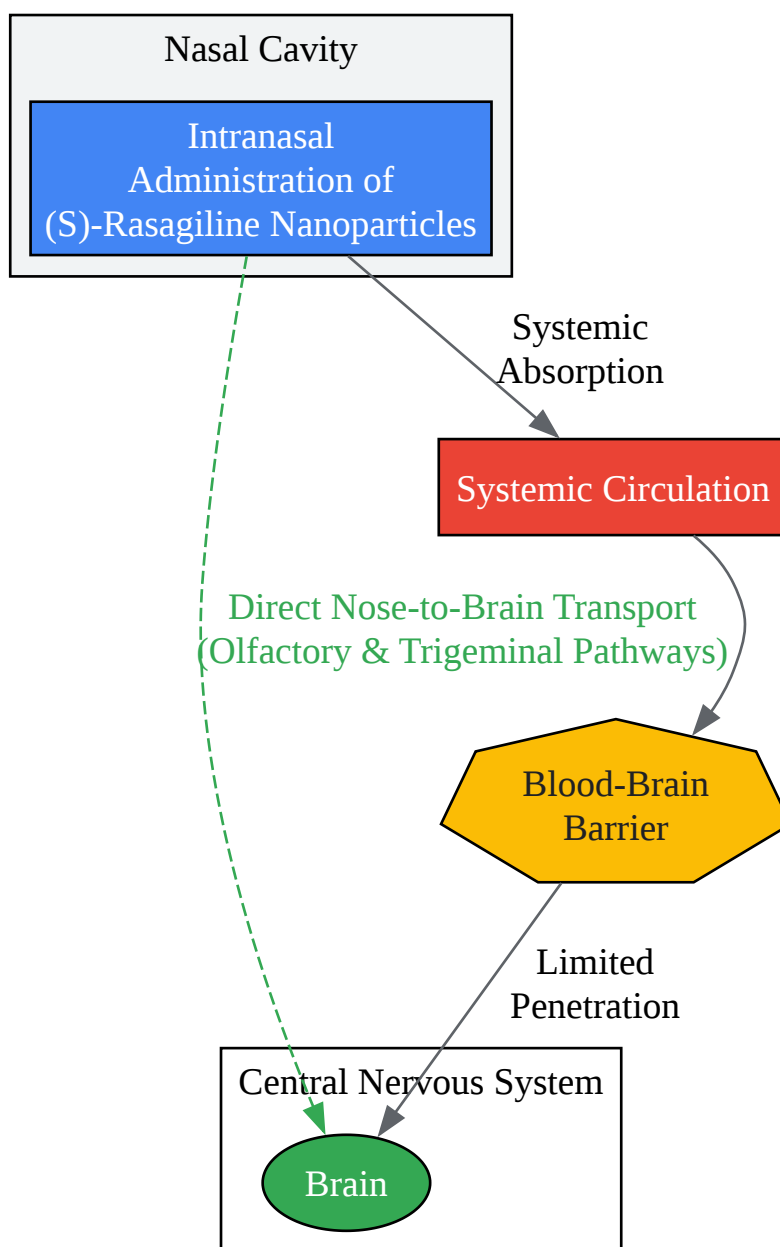 Nasal Cavity
Intranasal
Administration of
(S)-Rasagiline Nanoparticles
Systemic
Absorption
Systemic Circulation
Direct Nose-to-Brain Transport
(Olfactory & Trigeminal Pathways)
Blood-Brain
Barrier
Limited
Penetration
Central Nervous System
Brain